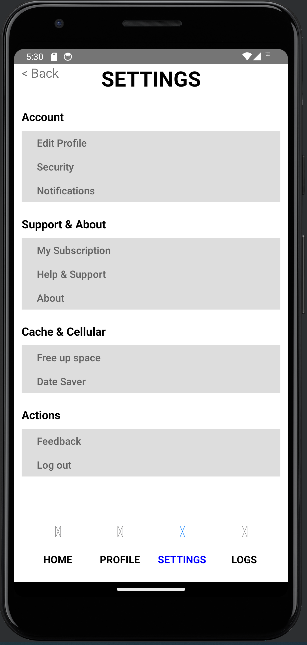 5:30
< Back
SETTINGS
Account
Edit Profile
Security
Notifications
Support & About
My Subscription
Help & Support
About
Cache & Cellular
Free up space
Date Saver
Actions
Feedback
Log out
HOME PROFILE SETTINGS LOGS